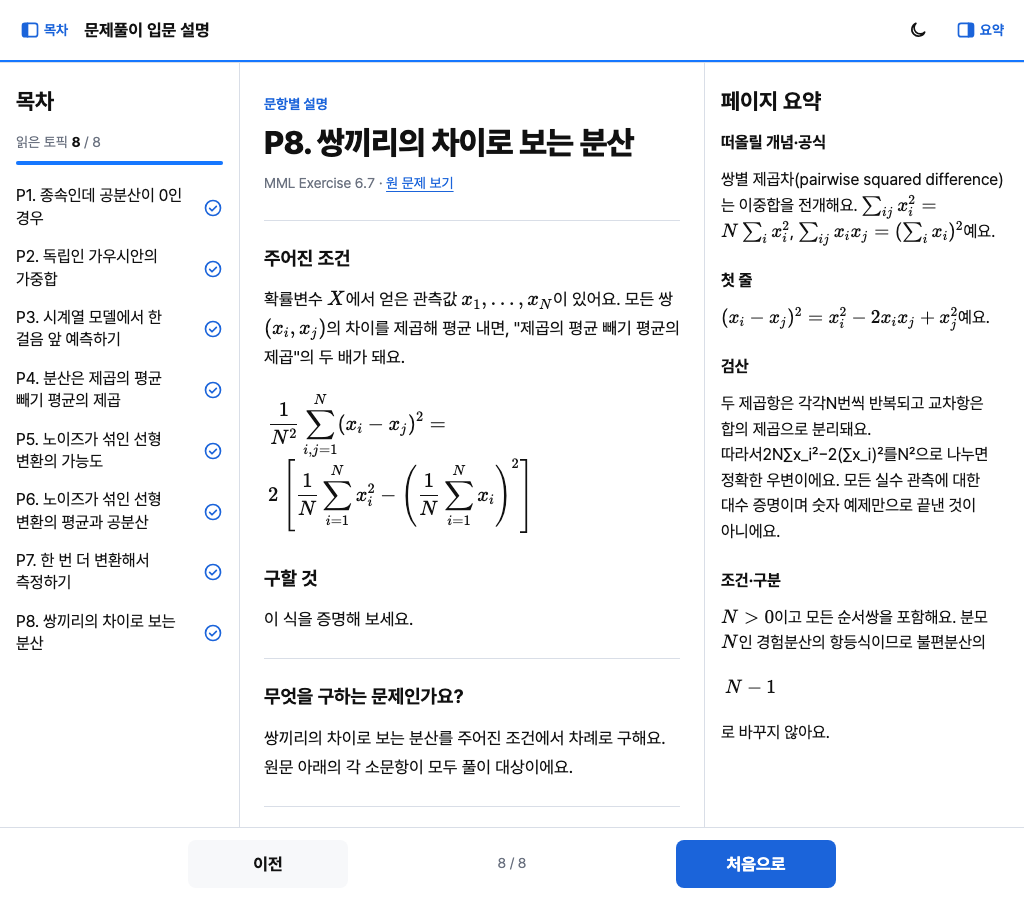 목차
문제풀이 입문 설명
요약
목차
읽은 토픽 8 / 8
P1. 종속인데 공분산이 0인
경우
P2. 독립인 가우시안의
가중합
P3. 시계열 모델에서 한
걸음 앞 예측하기
P4. 분산은 제곱의 평균
빼기 평균의 제곱
P5. 노이즈가 섞인 선형
변환의 가능도
P6. 노이즈가 섞인 선형
변환의 평균과 공분산
P7. 한 번 더 변환해서
측정하기
P8. 쌍끼리의 차이로 보는
분산
문항별 설명
P8. 쌍끼리의 차이로 보는 분산
MML Exercise 6.7 · 원 문제 보기
주어진 조건
확률변수 X에서 얻은 관측값 x_1, . . . , x_N이 있어요. 모든 쌍
(x_i, x_j)의 차이를 제곱해 평균 내면, "제곱의 평균 빼기 평균의
제곱"의 두 배가 돼요.
\frac{1}{N^2} \sum_{i,j=1}^{N} (x_i − x_j)^2 =
2 \left[ \frac{1}{N} \sum_{i=1}^{N} x_i^2 − \left( \frac{1}{N} \sum_{i=1}^{N} x_i \right)^2 \right]
구할 것
이 식을 증명해 보세요.
무엇을 구하는 문제인가요?
쌍끼리의 차이로 보는 분산를 주어진 조건에서 차례로 구해요.
원문 아래의 각 소문항이 모두 풀이 대상이에요.
페이지 요약
떠올릴 개념·공식
쌍별 제곱차(pairwise squared difference)
는 이중합을 전개해요. ∑_{ij} x_i^2 =
N ∑_i x_i^2, ∑_{ij} x_i x_j = (∑_i x_i)^2예요.
첫 줄
(x_i − x_j)^2 = x_i^2 − 2x_i x_j + x_j^2예요.
검산
두 제곱항은 각각N번씩 반복되고 교차항은
합의 제곱으로 분리돼요.
따라서2N∑x_i²−2(∑x_i)²를N²으로 나누면
정확한 우변이에요. 모든 실수 관측에 대한
대수 증명이며 숫자 예제만으로 끝낸 것이
아니에요.
조건·구분
N > 0이고 모든 순서쌍을 포함해요. 분모
N인 경험분산의 항등식이므로 불편분산의
N − 1
로 바꾸지 않아요.
이전
8 / 8
처음으로